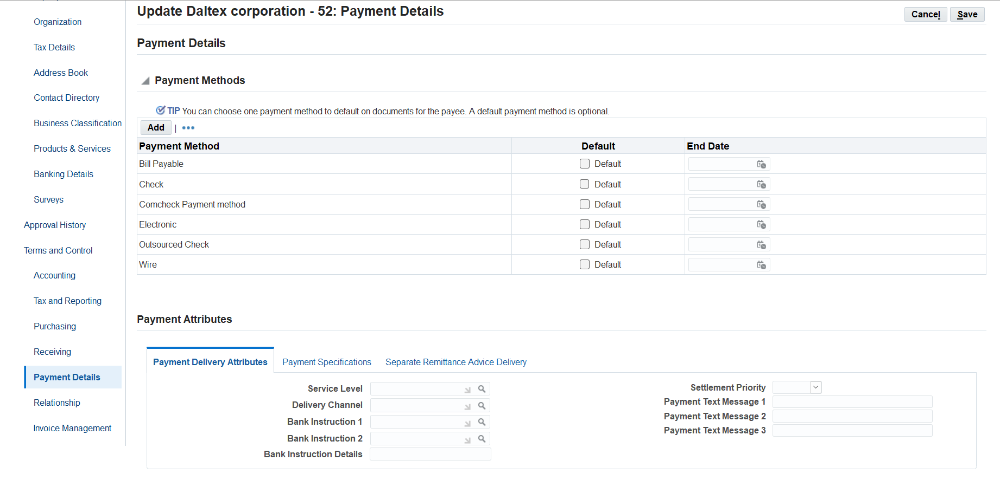 Update Daltex corporation - 52: Payment Details
Cancel
Save
Organization
Tax Details
Address Book
Contact Directory
Business Classification
Products & Services
Banking Details
Surveys
Approval History
Terms and Control
Accounting
Tax and Reporting
Purchasing
Receiving
Payment Details
Relationship
Invoice Management
Payment Details
Payment Methods
TIP You can choose one payment method to default on documents for the payee. A default payment method is optional.
Add |
Payment Method Default End Date
Bill Payable Default
Check Default
Comcheck Payment method Default
Electronic Default
Outsourced Check Default
Wire Default
Payment Attributes
Payment Delivery Attributes Payment Specifications Separate Remittance Advice Delivery
Service Level
Delivery Channel
Bank Instruction 1
Bank Instruction 2
Bank Instruction Details
Settlement Priority
Payment Text Message 1
Payment Text Message 2
Payment Text Message 3